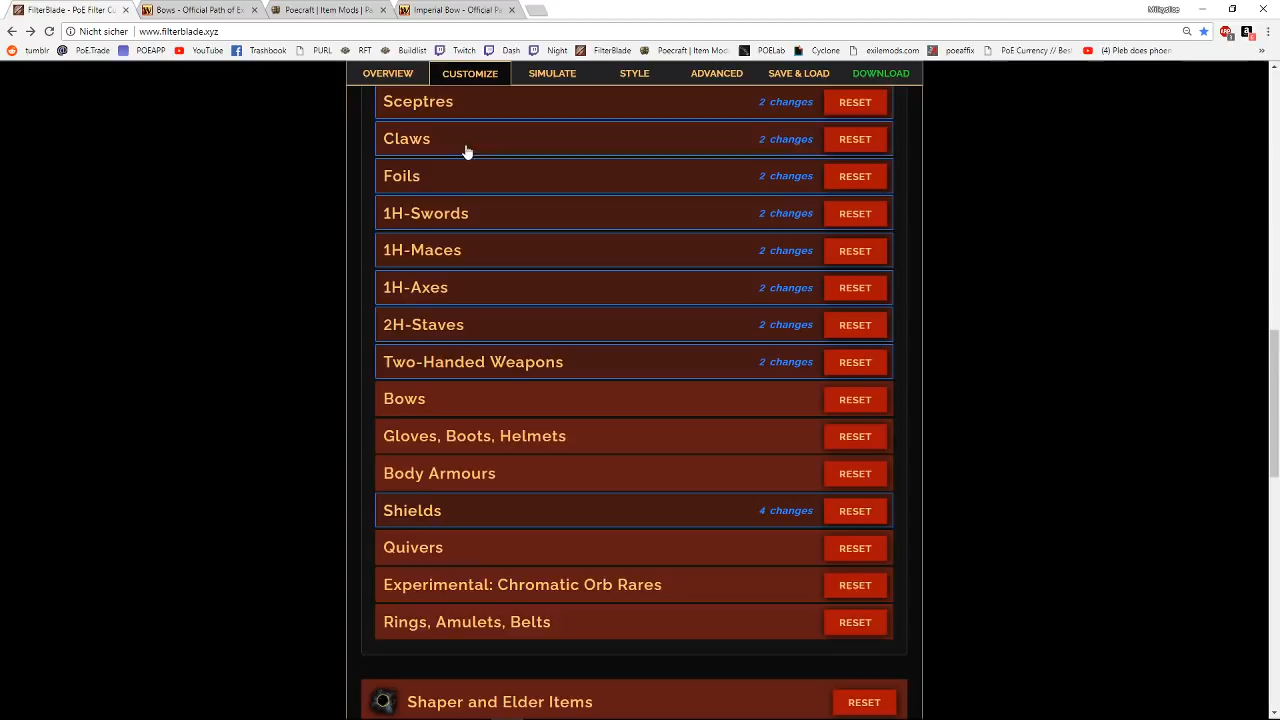 FilterBlade - PoE Filter C
Bows - Official Path of Ex
Poecraft | Item Mods | Pa
Imperial Bow - Official Pa
Milkydice
Nicht sicher | www.filterblade.xyz
tumblr
PoE.Trade
POEAPP
YouTube
Trashbook
PURL
RFT
Buildlist
Twitch
Dash
Night
FilterBlade
Poecraft | Item Mods
POELab
Cyclone
exilemods.com
poeaffix
PoE Currency // Besl
(4) Pleb does phoen
OVERVIEW
CUSTOMIZE
SIMULATE
STYLE
ADVANCED
SAVE & LOAD
DOWNLOAD
Sceptres 2 changes RESET
Claws 2 changes RESET
Foils 2 changes RESET
1H-Swords 2 changes RESET
1H-Maces 2 changes RESET
1H-Axes 2 changes RESET
2H-Staves 2 changes RESET
Two-Handed Weapons 2 changes RESET
Bows RESET
Gloves, Boots, Helmets RESET
Body Armours RESET
Shields 4 changes RESET
Quivers RESET
Experimental: Chromatic Orb Rares RESET
Rings, Amulets, Belts RESET
Shaper and Elder Items RESET